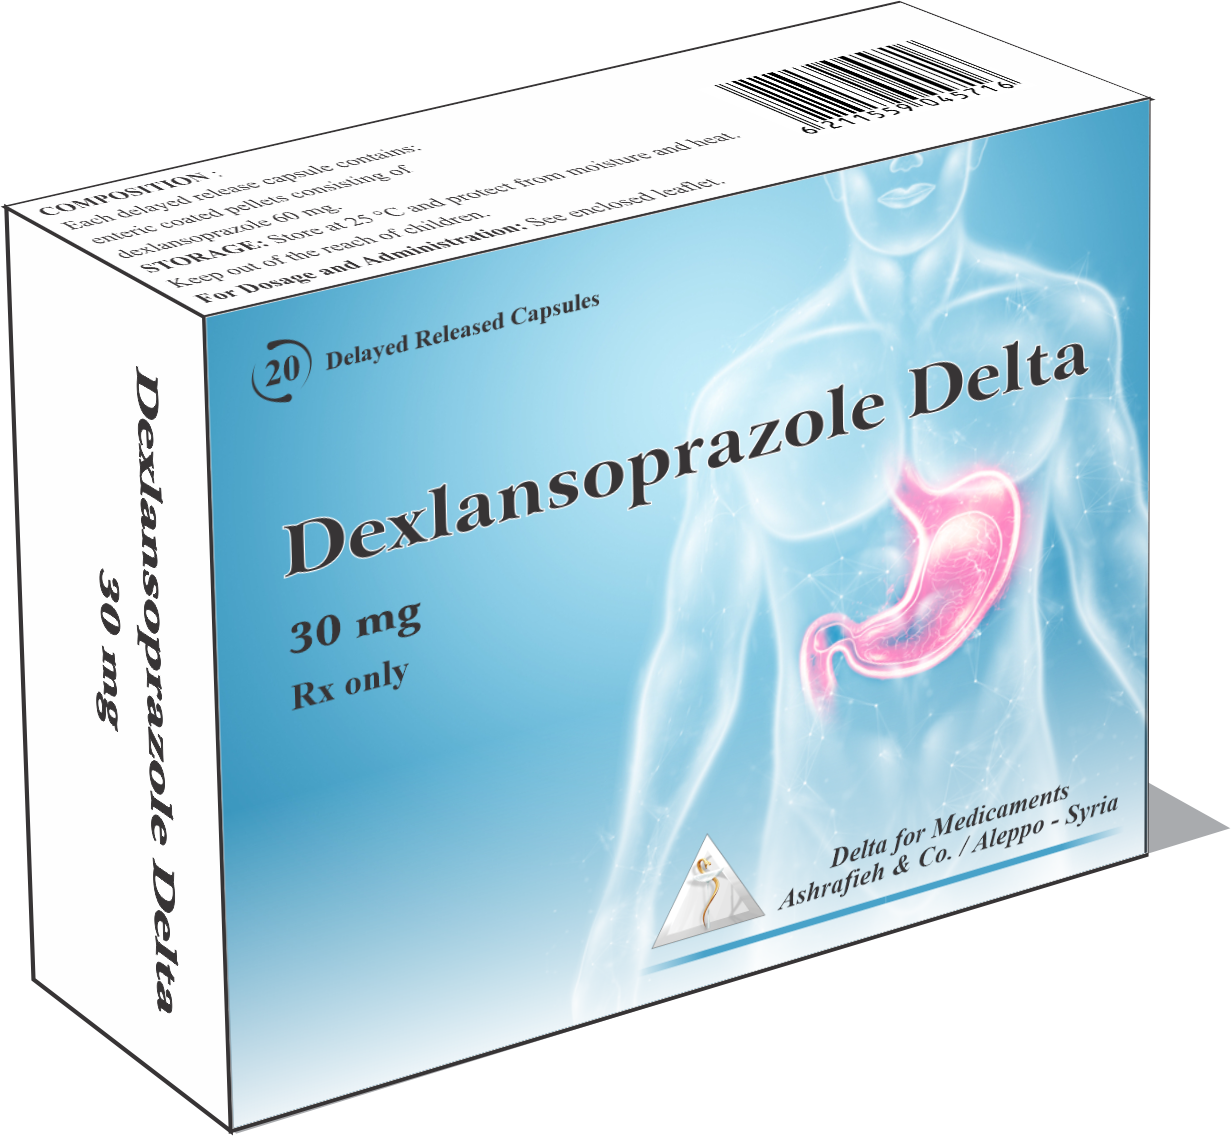 COMPOSITION :
Each delayed release capsule contains:
enteric coated pellets consisting of
dexlansoprazole 60 mg.
STORAGE: Store at 25 °C and protect from moisture and heat.
Keep out of the reach of children.
For Dosage and Administration: See enclosed leaflet.
6 211559 045716
20 Delayed Released Capsules
Dexlansoprazole Delta
30 mg
Rx only
Delta for Medicaments
Ashrafieh & Co. / Aleppo - Syria
Dexlansoprazole Delta
30 mg